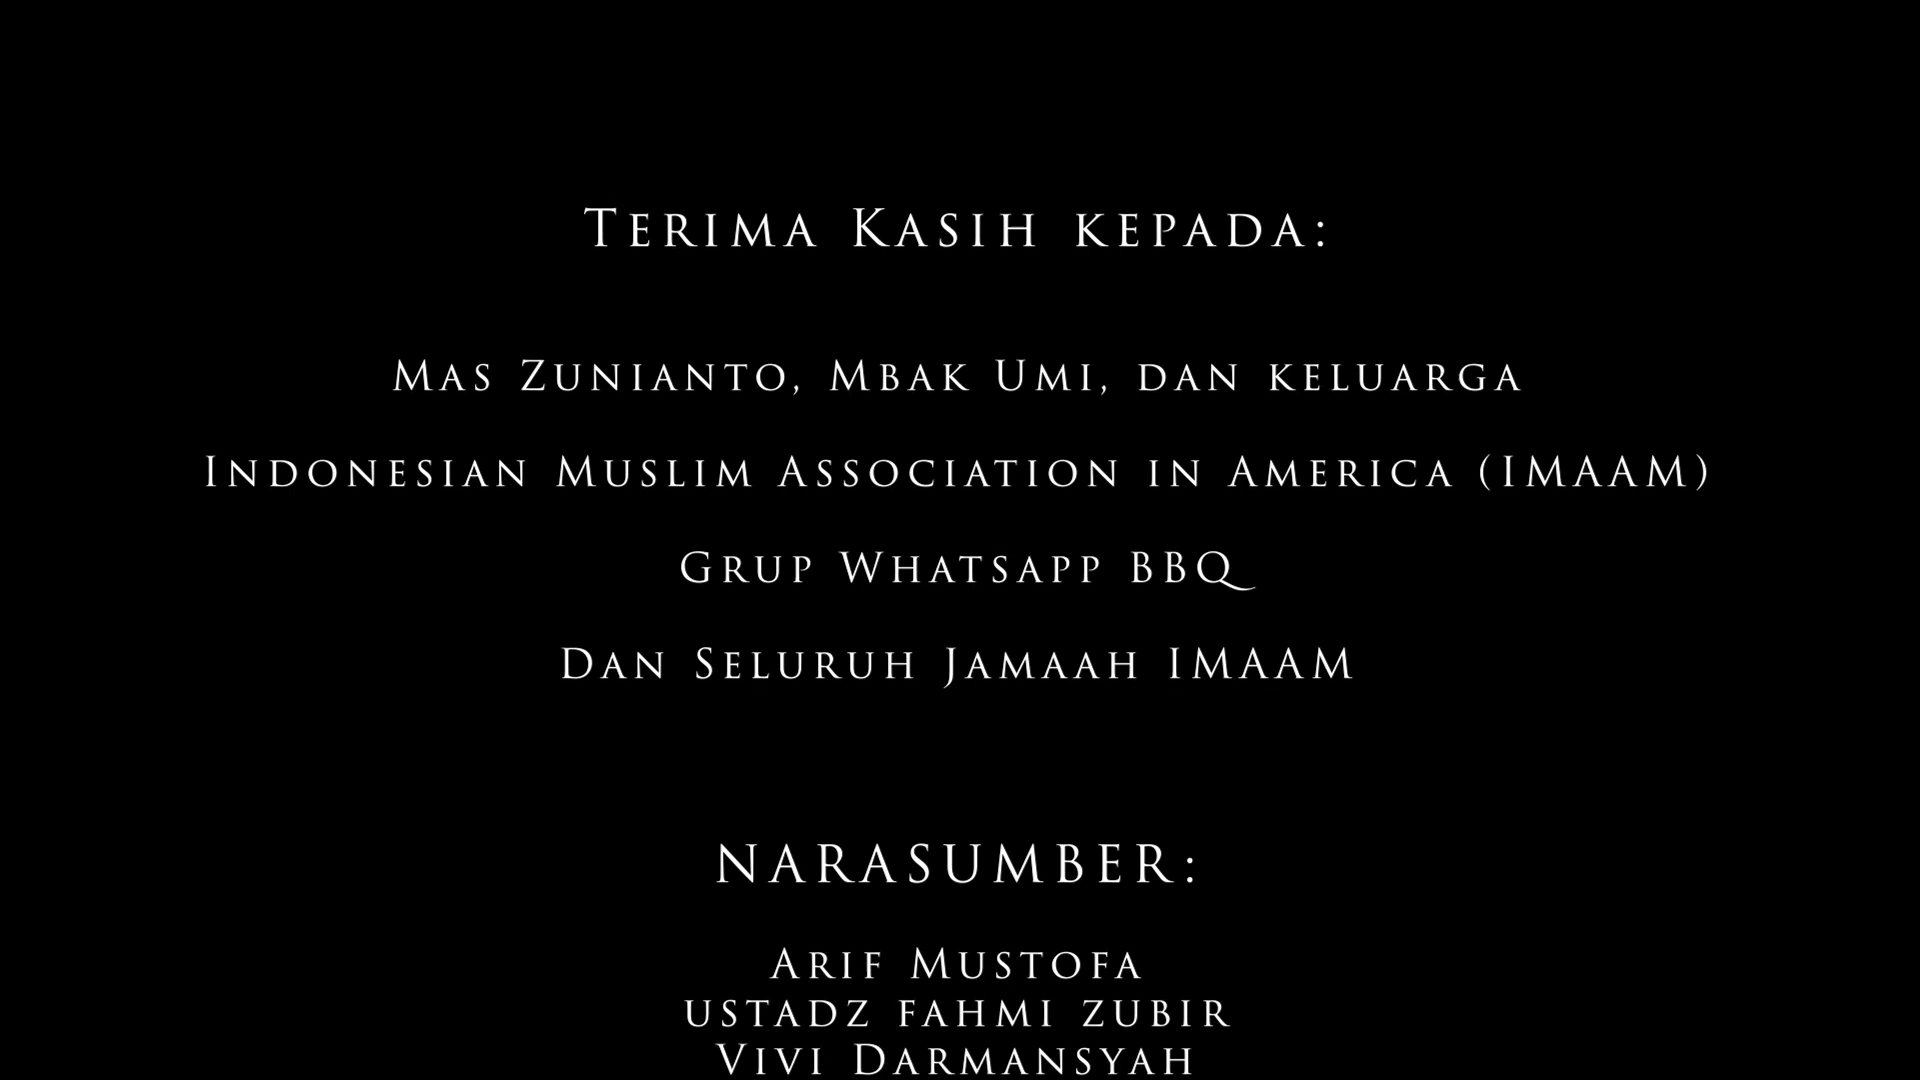 Terima Kasih kepada:
Mas Zunianto, Mbak Umi, dan keluarga
Indonesian Muslim Association in America (IMAAM)
Grup Whatsapp BBQ
Dan Seluruh Jamaah IMAAM
NARASUMBER:
Arif Mustofa
ustadz fahmi zubir
Vivi Darmansyah